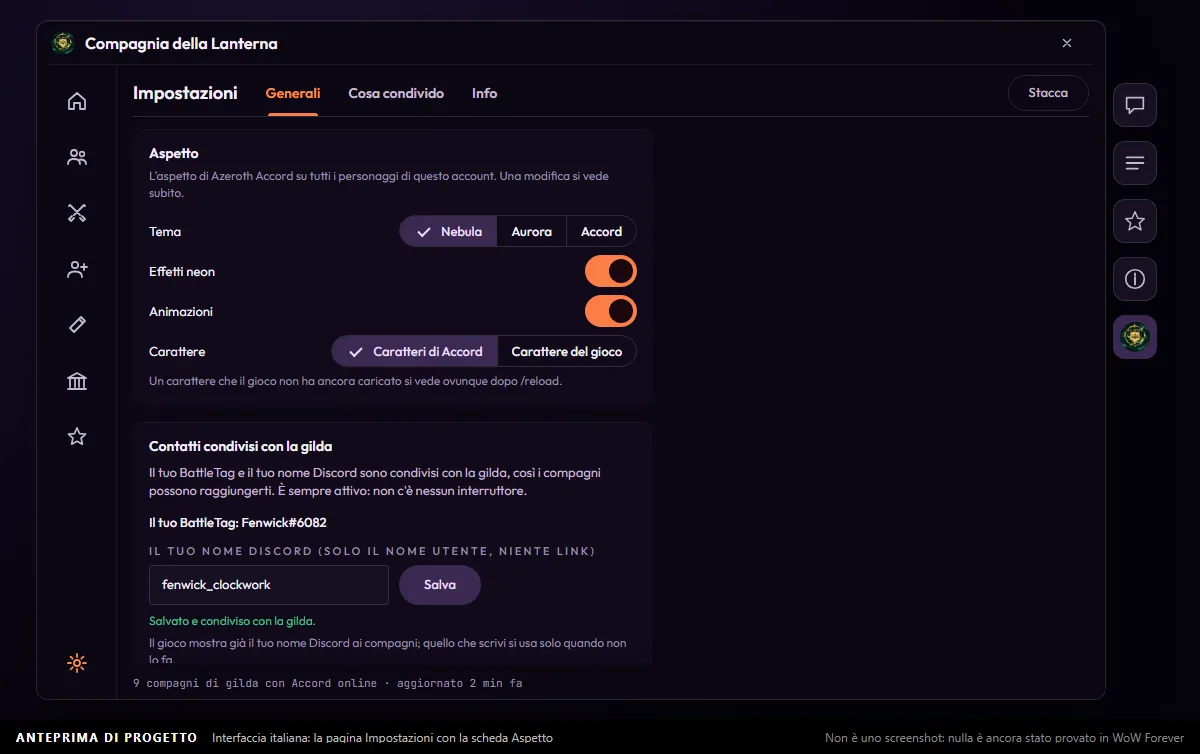 Compagnia della Lanterna
Impostazioni
Generali
Cosa condivido
Info
Stacca
Aspetto
L'aspetto di Azeroth Accord su tutti i personaggi di questo account. Una modifica si vede
subito.
Tema
Nebula
Aurora
Accord
Effetti neon
Animazioni
Carattere
Caratteri di Accord
Carattere del gioco
Un carattere che il gioco non ha ancora caricato si vede ovunque dopo /reload.
Contatti condivisi con la gilda
Il tuo BattleTag e il tuo nome Discord sono condivisi con la gilda, così i compagni
possono raggiungerti. È sempre attivo: non c'è nessun interruttore.
Il tuo BattleTag: Fenwick#6082
IL TUO NOME DISCORD (SOLO IL NOME UTENTE, NIENTE LINK)
fenwick_clockwork
Salva
Salvato e condiviso con la gilda.
Il gioco mostra già il tuo nome Discord ai compagni; quello che scrivi si usa solo quando non
lo fa.
9 compagni di gilda con Accord online · aggiornato 2 min fa
ANTEPRIMA DI PROGETTO
Interfaccia italiana: la pagina Impostazioni con la scheda Aspetto
Non è uno screenshot: nulla è ancora stato provato in WoW Forever